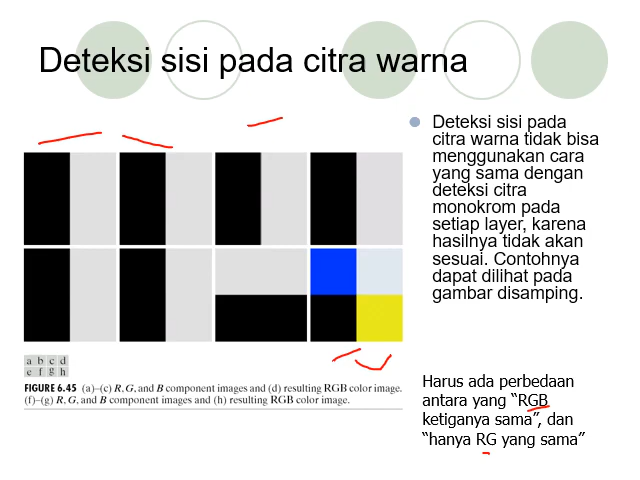 Deteksi sisi pada citra warna
Deteksi sisi pada
citra warna tidak bisa
menggunakan cara
yang sama dengan
deteksi citra
monokrom pada
setiap layer, karena
hasilnya tidak akan
sesuai. Contohnya
dapat dilihat pada
gambar disamping.
a b c d
e f g h
FIGURE 6.45 (a)–(c) R, G, and B component images and (d) resulting RGB color image.
(f)–(g) R, G, and B component images and (h) resulting RGB color image.
Harus ada perbedaan
antara yang “RGB
ketiganya sama”, dan
“hanya RG yang sama”